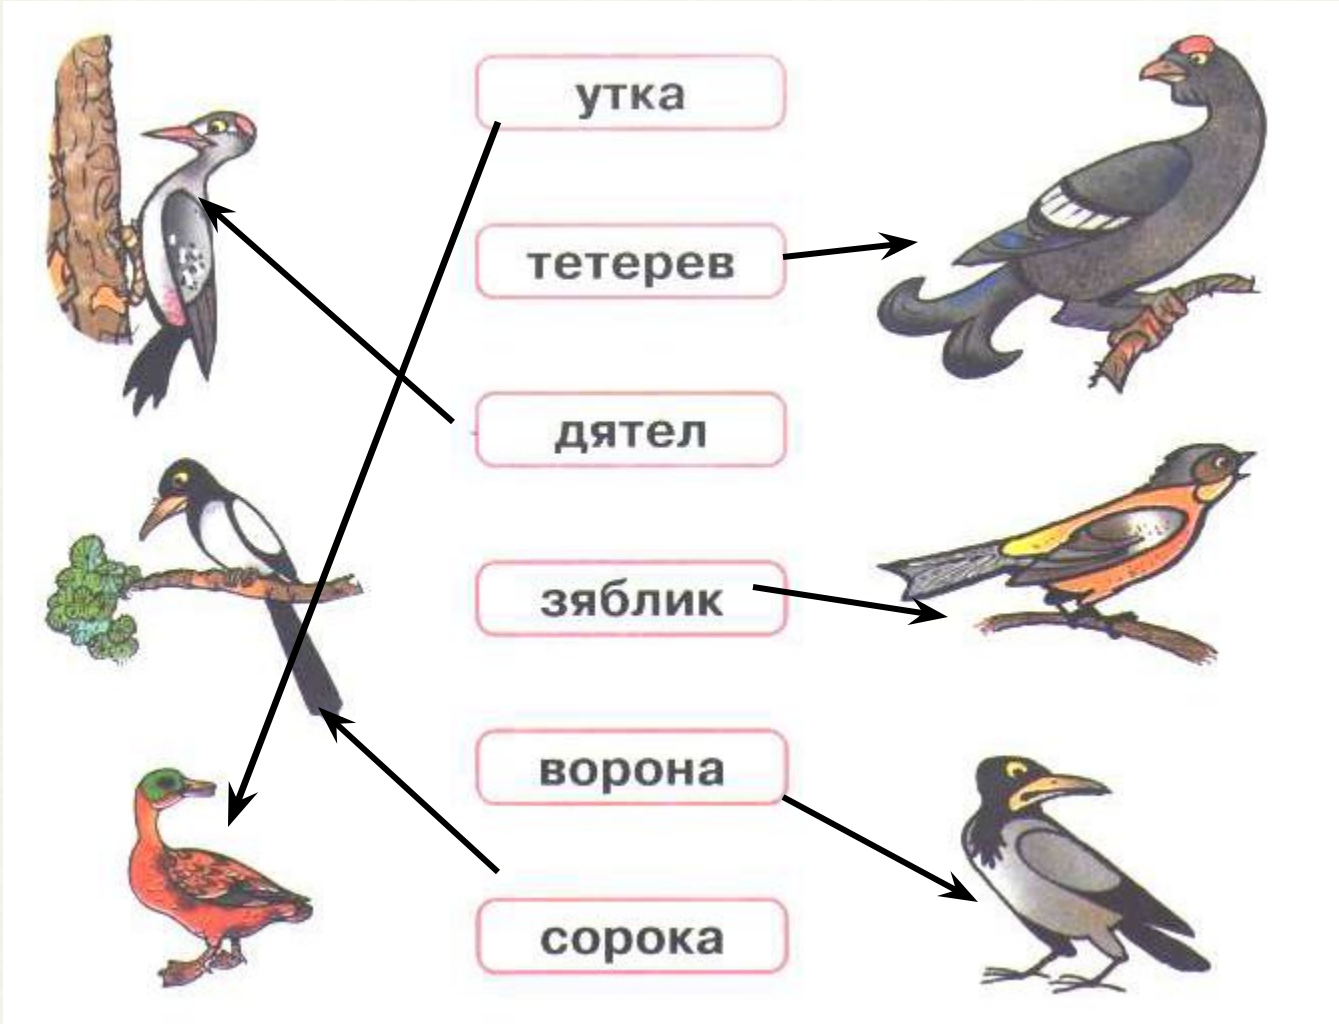 утка
тетерев
дятел
зяблик
ворона
сорока